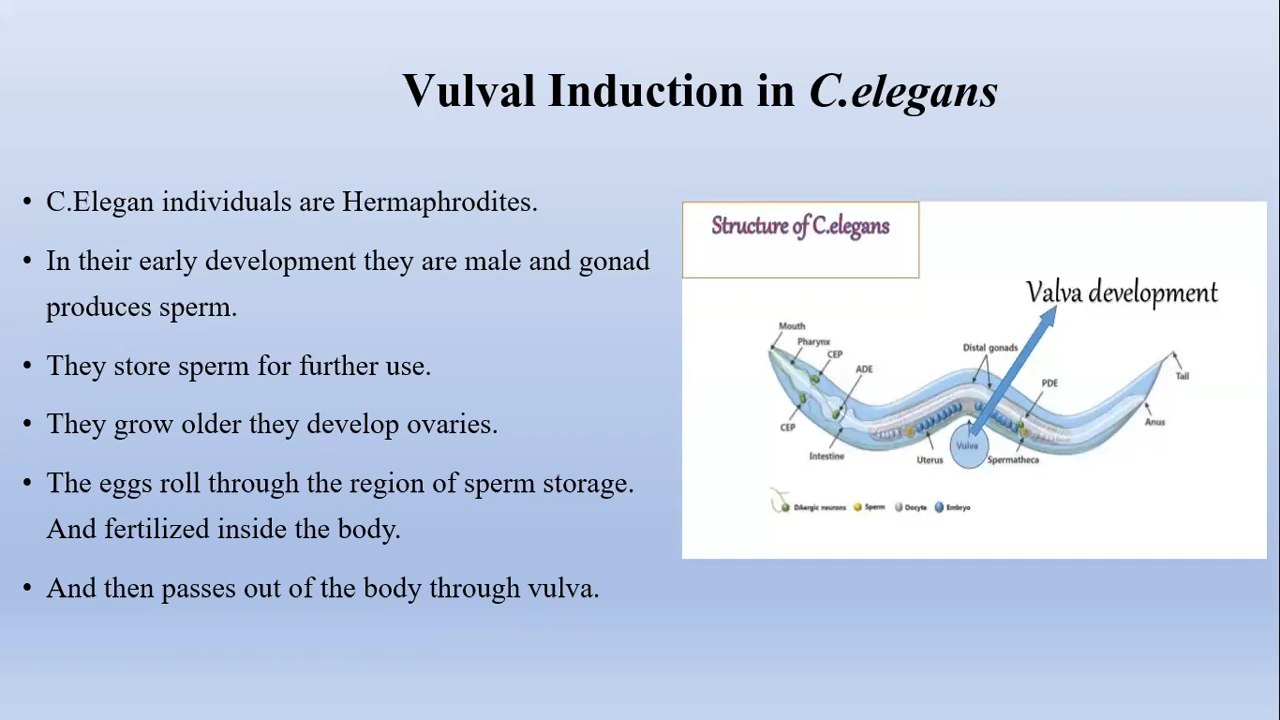 Vulval Induction in C.elegans
• C.Elegan individuals are Hermaphrodites.
• In their early development they are male and gonad
produces sperm.
• They store sperm for further use.
• They grow older they develop ovaries.
• The eggs roll through the region of sperm storage.
And fertilized inside the body.
• And then passes out of the body through vulva.
Structure of C.elegans
Valva development
Mouth
Pharynx
CEP
ADE
Distal gonads
PDE
Tail
CEP
Intestine
Uterus
Vulva
Spermatheca
Anus
DAergic neurons Sperm Oocyte Embryo